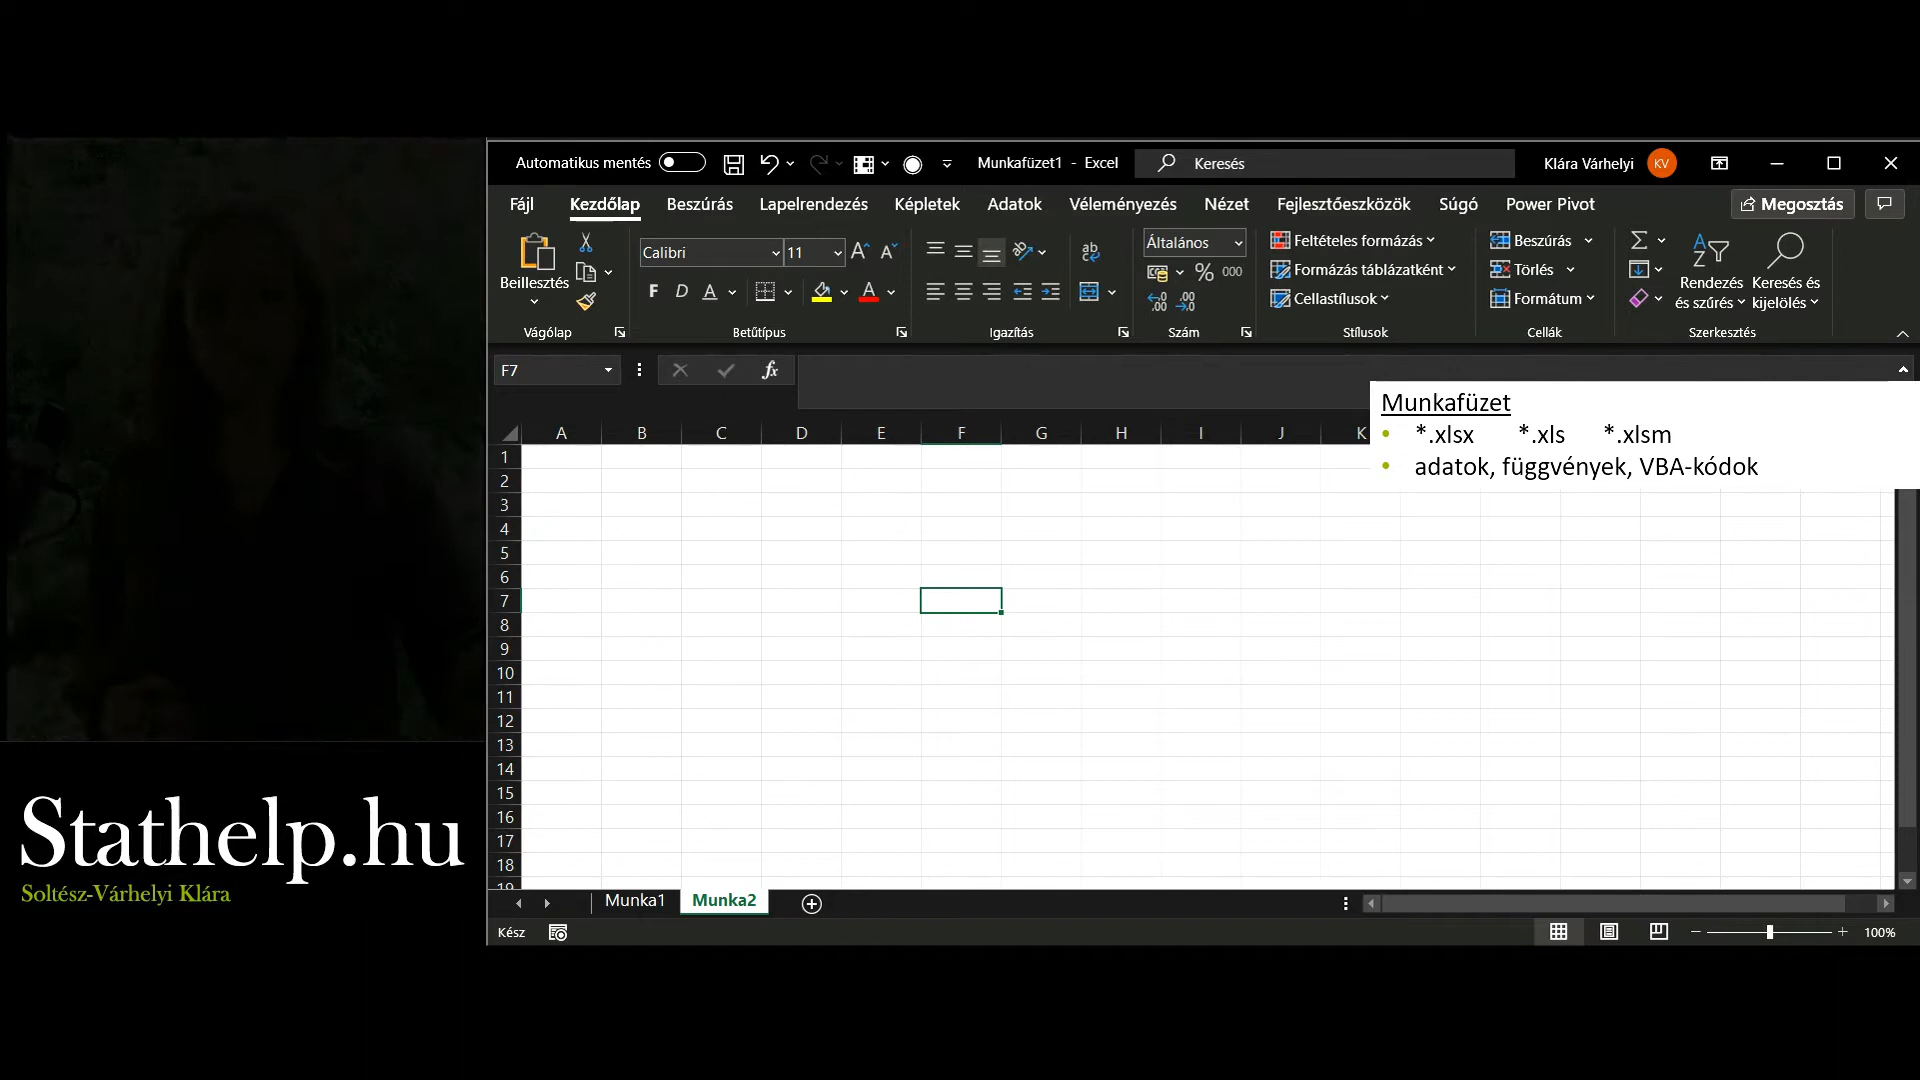 Automatikus mentés
Munkafüzet1 - Excel
Keresés
Klára Várhelyi
KV
Fájl Kezdőlap Beszúrás Lapelrendezés Képletek Adatok Véleményezés Nézet Fejlesztőeszközök Súgó Power Pivot
Megosztás
Beillesztés
Vágólap
Calibri 11
F D A A
Betűtípus
ab
Igazítás
Általános
% 000
Szám
Feltételes formázás
Formázás táblázatként
Cellastílusok
Stílusok
Beszúrás
Törlés
Formátum
Cellák
Rendezés
és szűrés
Keresés és
kijelölés
Szerkesztés
F7
fx
Munkafüzet
• *.xlsx *.xls *.xlsm
• adatok, függvények, VBA-kódok
A B C D E F G H I J K
1
2
3
4
5
6
7
8
9
10
11
12
13
14
15
16
17
18
19
Munka1 Munka2
Kész
100%
Stathelp.hu
Soltész-Várhelyi Klára